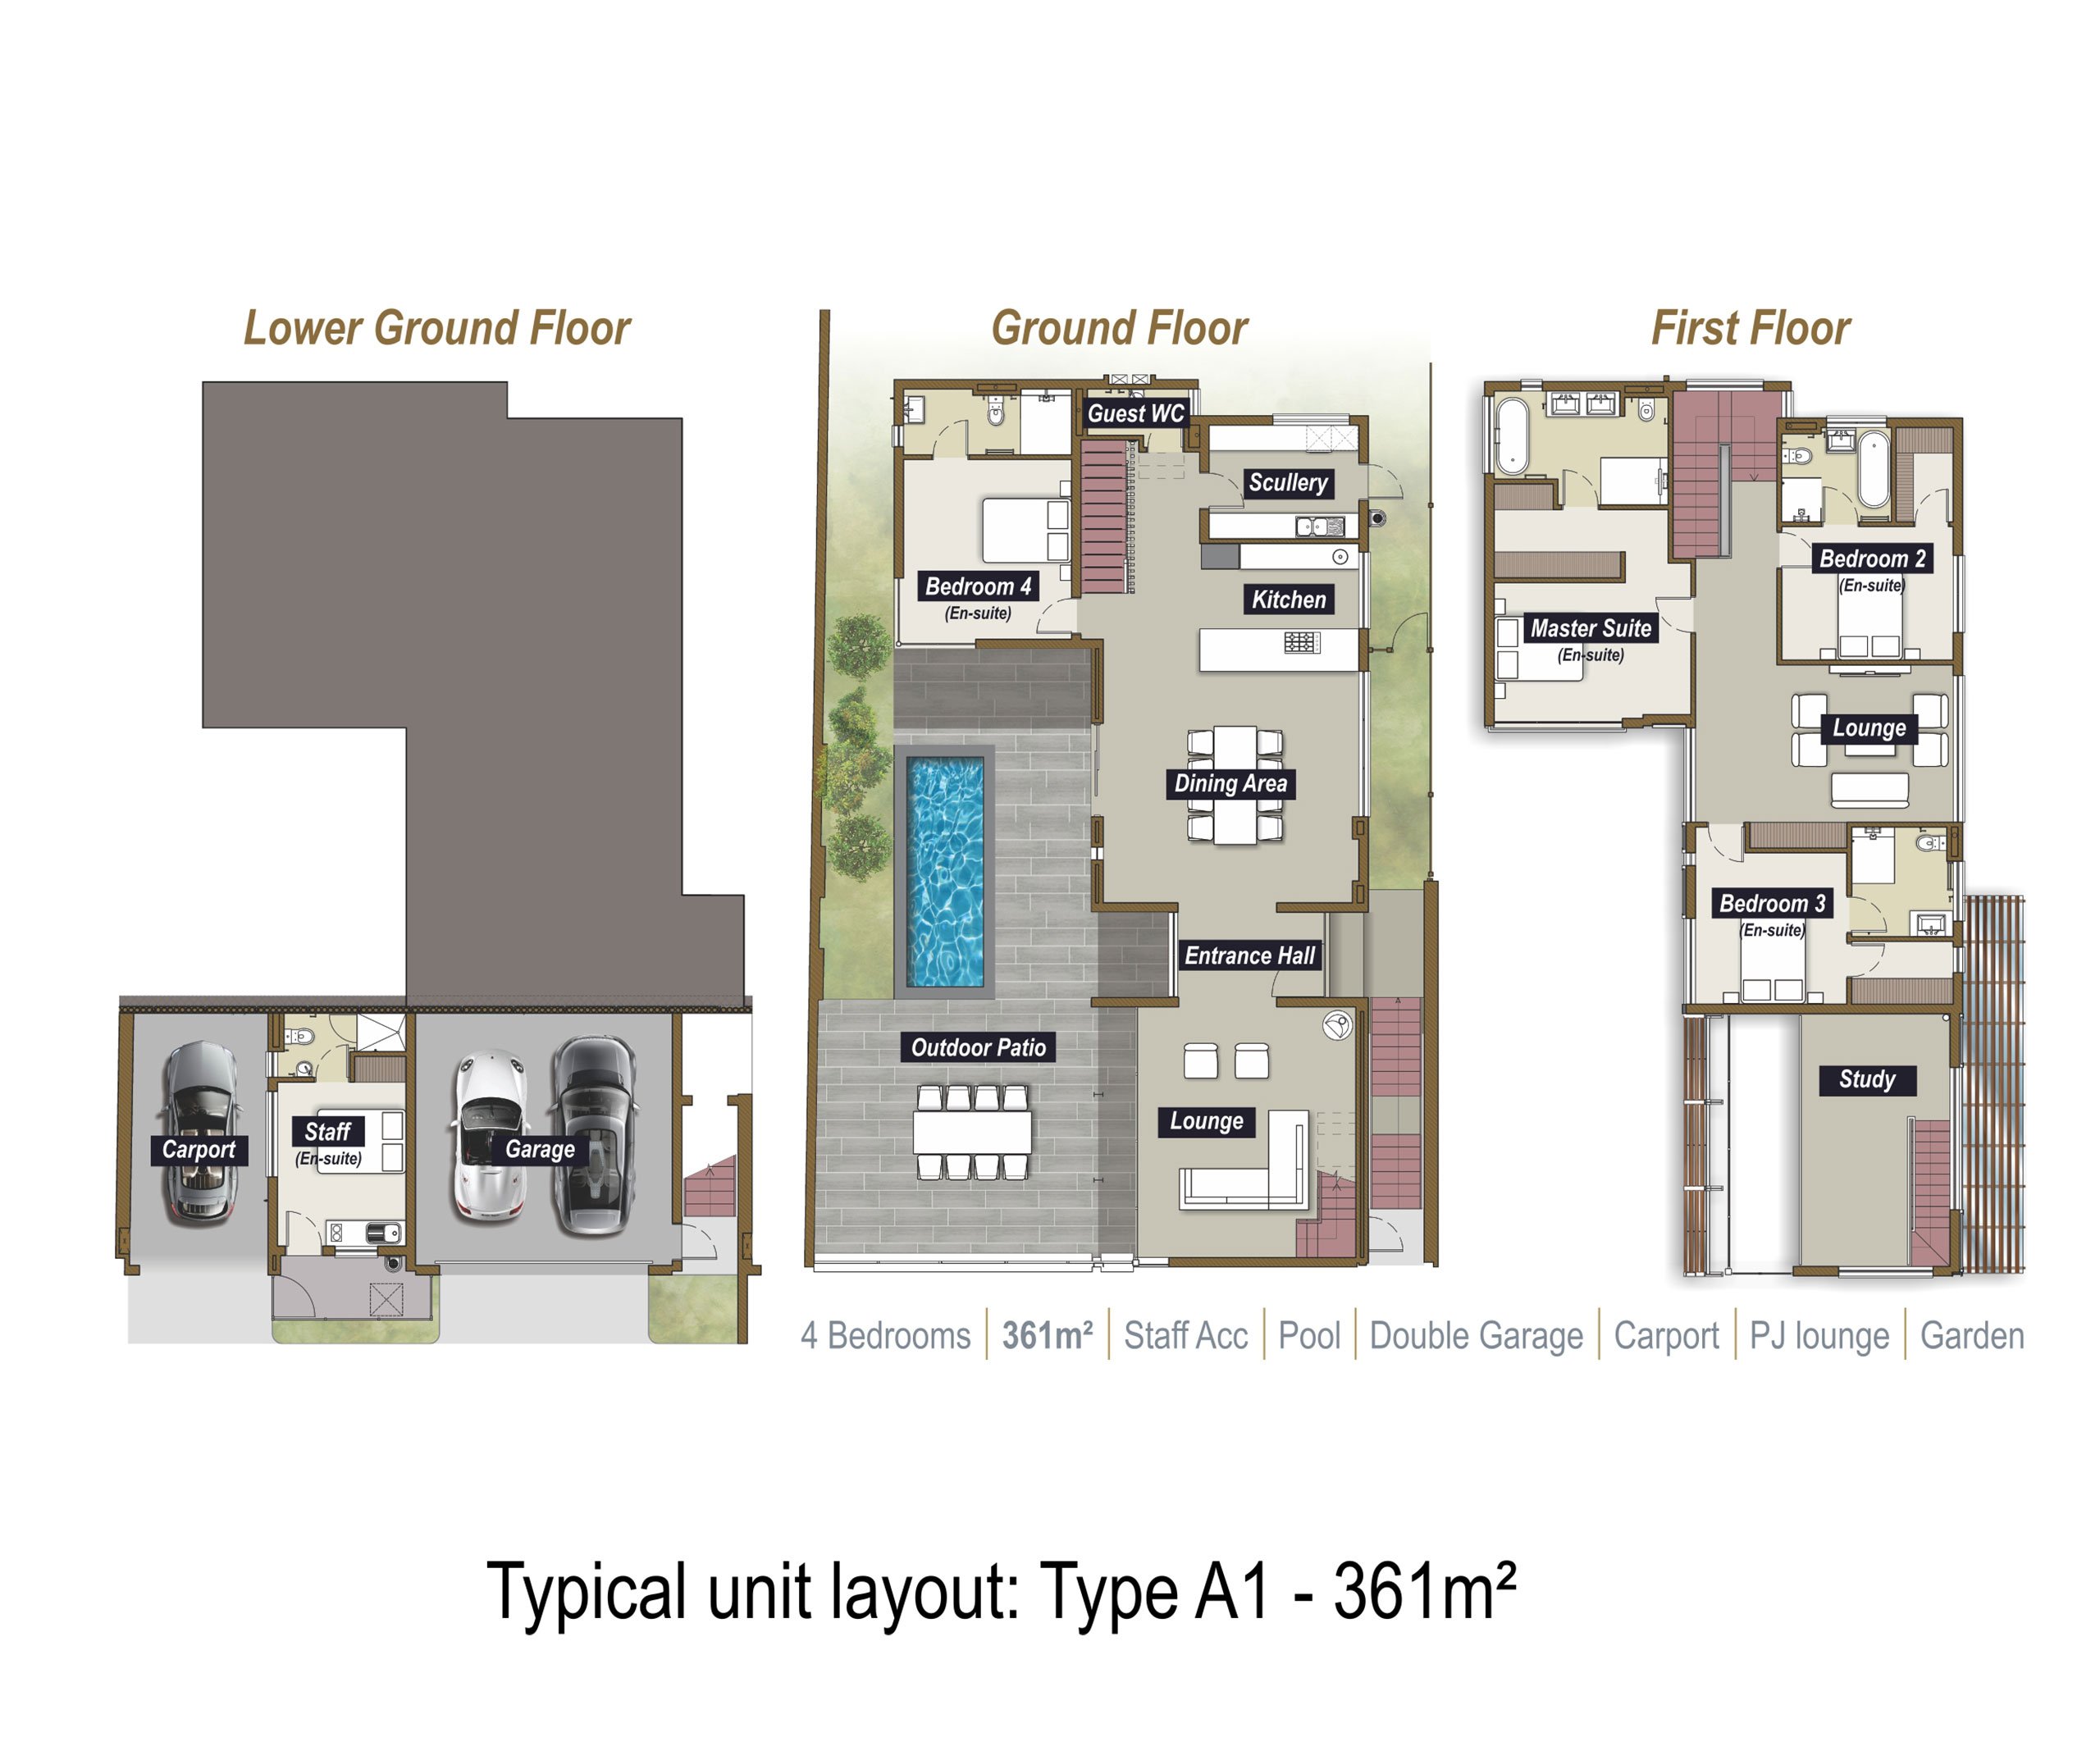 Lower Ground Floor
Carport
Staff
(En-suite)
Garage
Ground Floor
Guest WC
Scullery
Bedroom 4
(En-suite)
Kitchen
Dining Area
Entrance Hall
Outdoor Patio
Lounge
First Floor
Bedroom 2
(En-suite)
Master Suite
(En-suite)
Lounge
Bedroom 3
(En-suite)
Study
4 Bedrooms | 361m² | Staff Acc | Pool | Double Garage | Carport | PJ lounge | Garden
Typical unit layout: Type A1 - 361m²